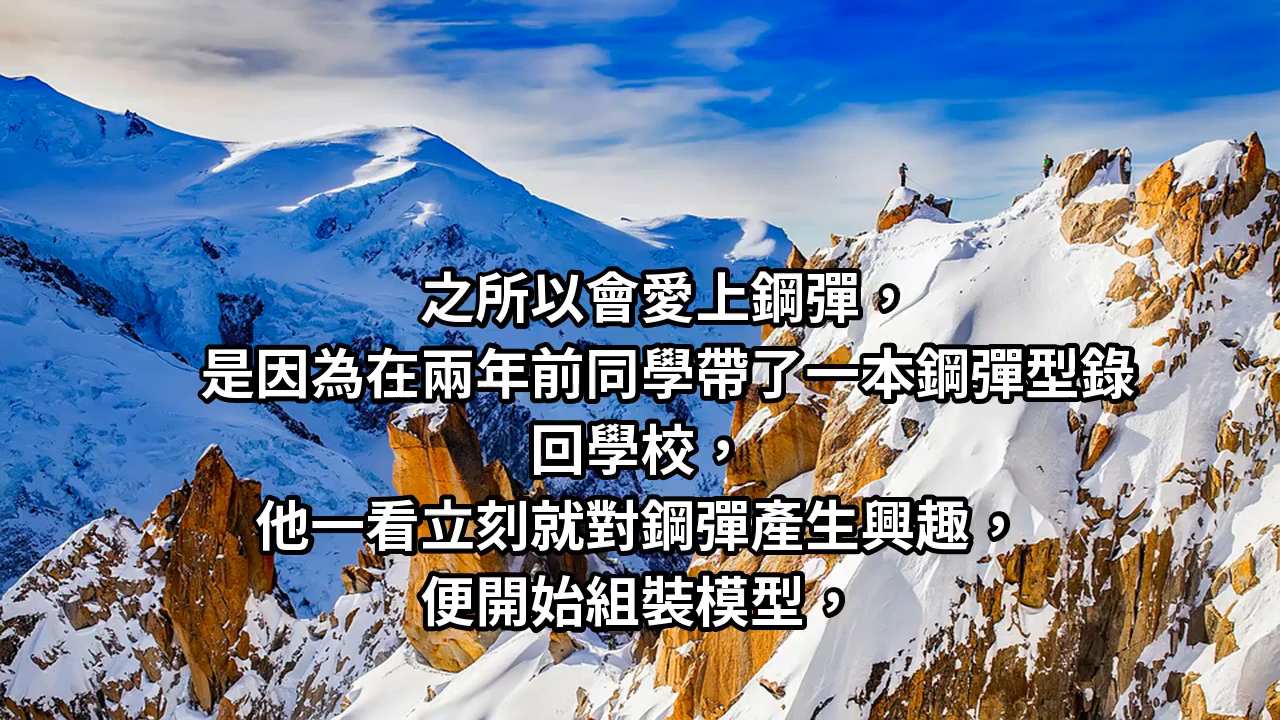 之所以會愛上鋼彈，
是因為在兩年前同學帶了一本鋼彈型錄
回學校，
他一看立刻就對鋼彈產生興趣，
便開始組裝模型，